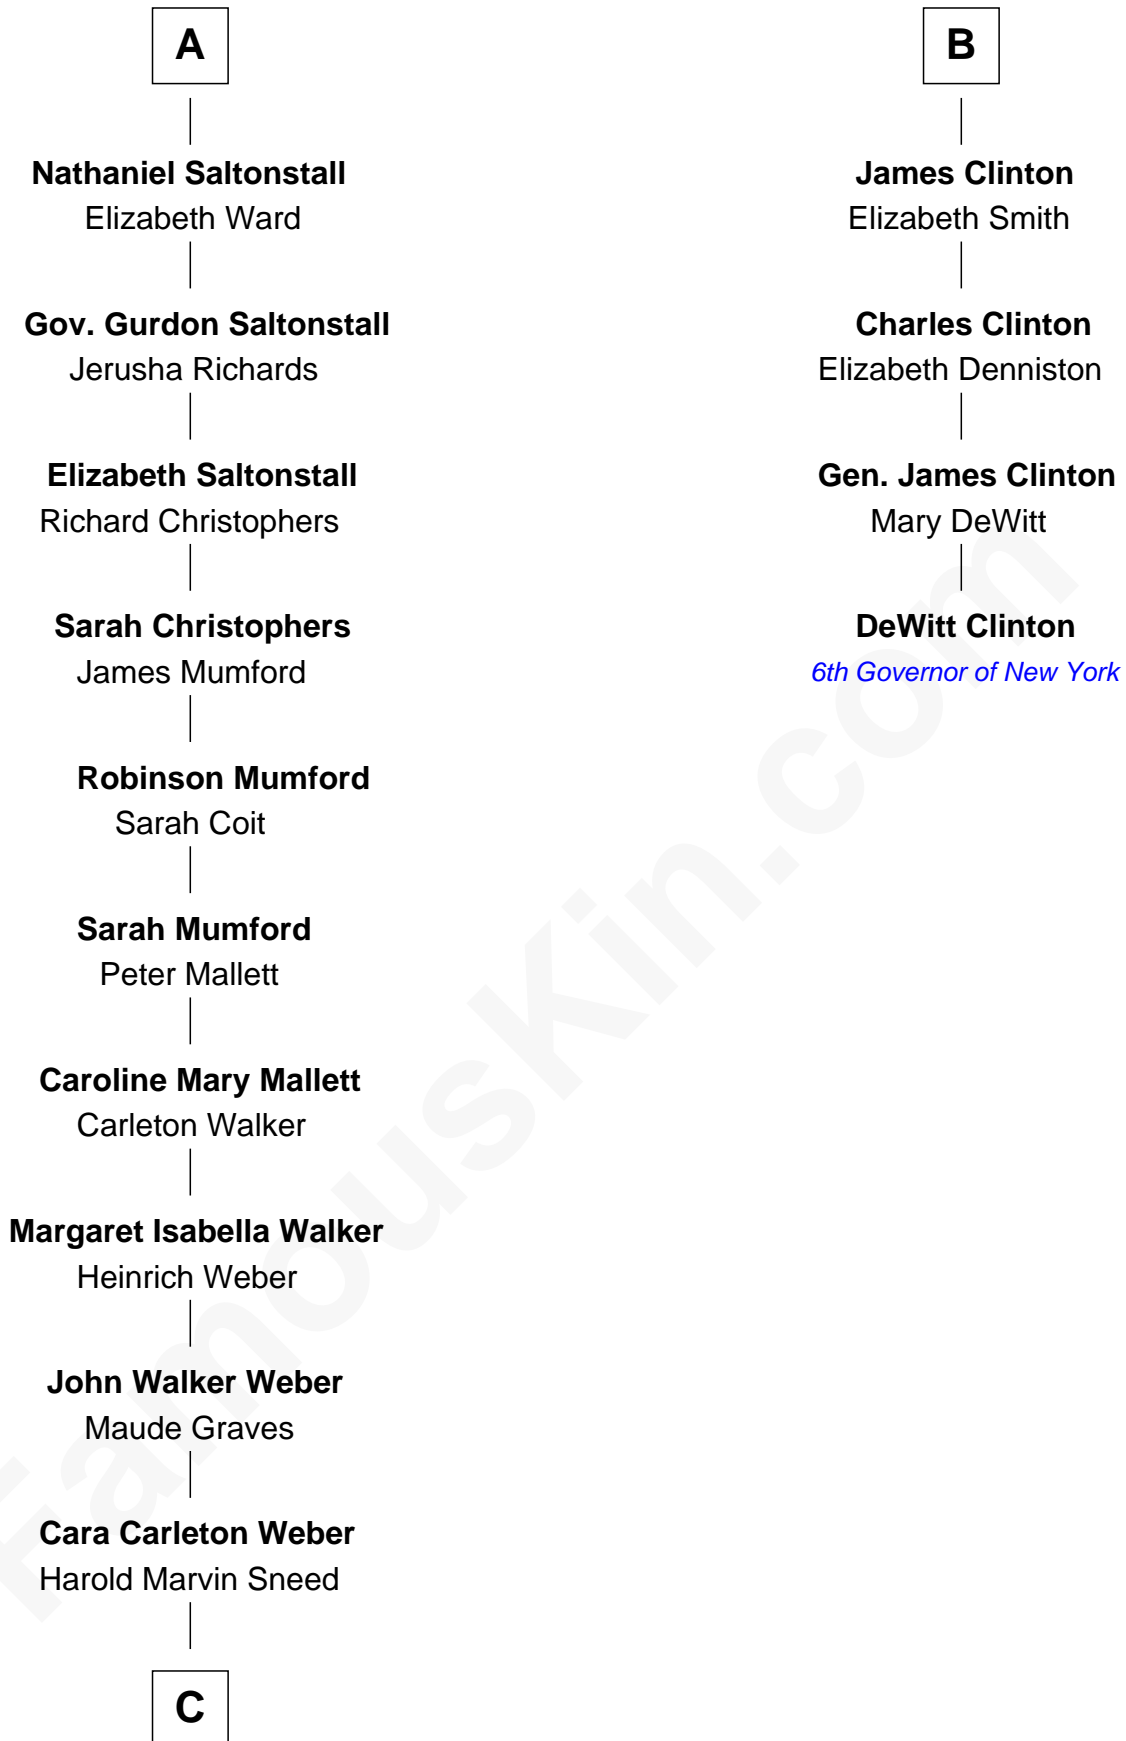 A
Nathaniel Saltonstall
Elizabeth Ward
Gov. Gurdon Saltonstall
Jerusha Richards
Elizabeth Saltonstall
Richard Christophers
Sarah Christophers
James Mumford
Robinson Mumford
Sarah Coit
Sarah Mumford
Peter Mallett
Caroline Mary Mallett
Carleton Walker
Margaret Isabella Walker
Heinrich Weber
John Walker Weber
Maude Graves
Cara Carleton Weber
Harold Marvin Sneed
C
B
James Clinton
Elizabeth Smith
Charles Clinton
Elizabeth Denniston
Gen. James Clinton
Mary DeWitt
DeWitt Clinton
6th Governor of New York
FamousKin.com